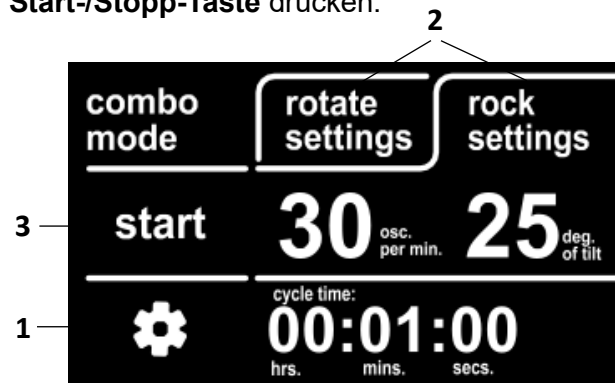 Start-/Stopp-Taste drücken.
2
combo
mode
rotate
settings
rock
settings
3
start
30 osc.
per min.
25 deg.
of tilt
1
cycle time:
00:01:00
hrs. mins. secs.